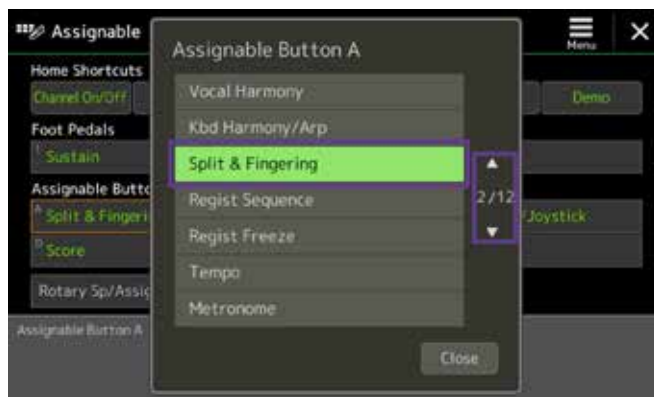 Assignable
Menu
Home Shortcuts
Channel On/Off
Demo
Foot Pedals
Sustain
Assignable Butto
A Split & Fingeri
/Joystick
D Score
Rotary Sp/Assig
Assignable Button A
Assignable Button A
Vocal Harmony
Kbd Harmony/Arp
Split & Fingering
Regist Sequence
2/12
Regist Freeze
Tempo
Metronome
Close